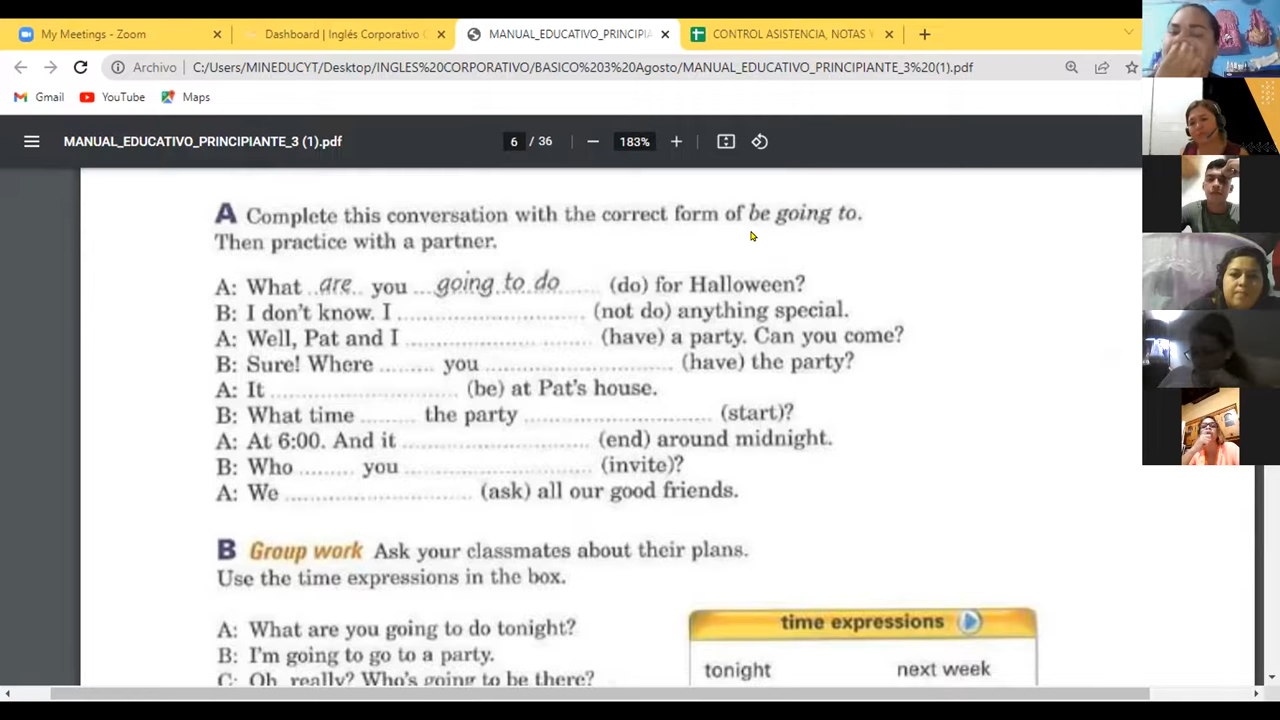 My Meetings - Zoom
Dashboard | Inglés Corporativo
MANUAL_EDUCATIVO_PRINCIPIA
CONTROL ASISTENCIA, NOTAS
Archivo
C:/Users/MINEDUCYT/Desktop/INGLES%20CORPORATIVO/BASICO%203%20Agosto/MANUAL_EDUCATIVO_PRINCIPIANTE_3%20(1).pdf
Gmail YouTube Maps
MANUAL_EDUCATIVO_PRINCIPIANTE_3 (1).pdf
6 / 36
183%
A Complete this conversation with the correct form of be going to.
Then practice with a partner.
A: What ..are.. you ...going to do...... (do) for Halloween?
B: I don't know. I .............................. (not do) anything special.
A: Well, Pat and I .............................. (have) a party. Can you come?
B: Sure! Where ......... you .............................. (have) the party?
A: It .............................. (be) at Pat's house.
B: What time ........ the party .............................. (start)?
A: At 6:00. And it .............................. (end) around midnight.
B: Who ......... you .............................. (invite)?
A: We .............................. (ask) all our good friends.
B Group work Ask your classmates about their plans.
Use the time expressions in the box.
A: What are you going to do tonight?
B: I'm going to go to a party.
C: Oh, really? Who's going to be there?
time expressions
tonight next week